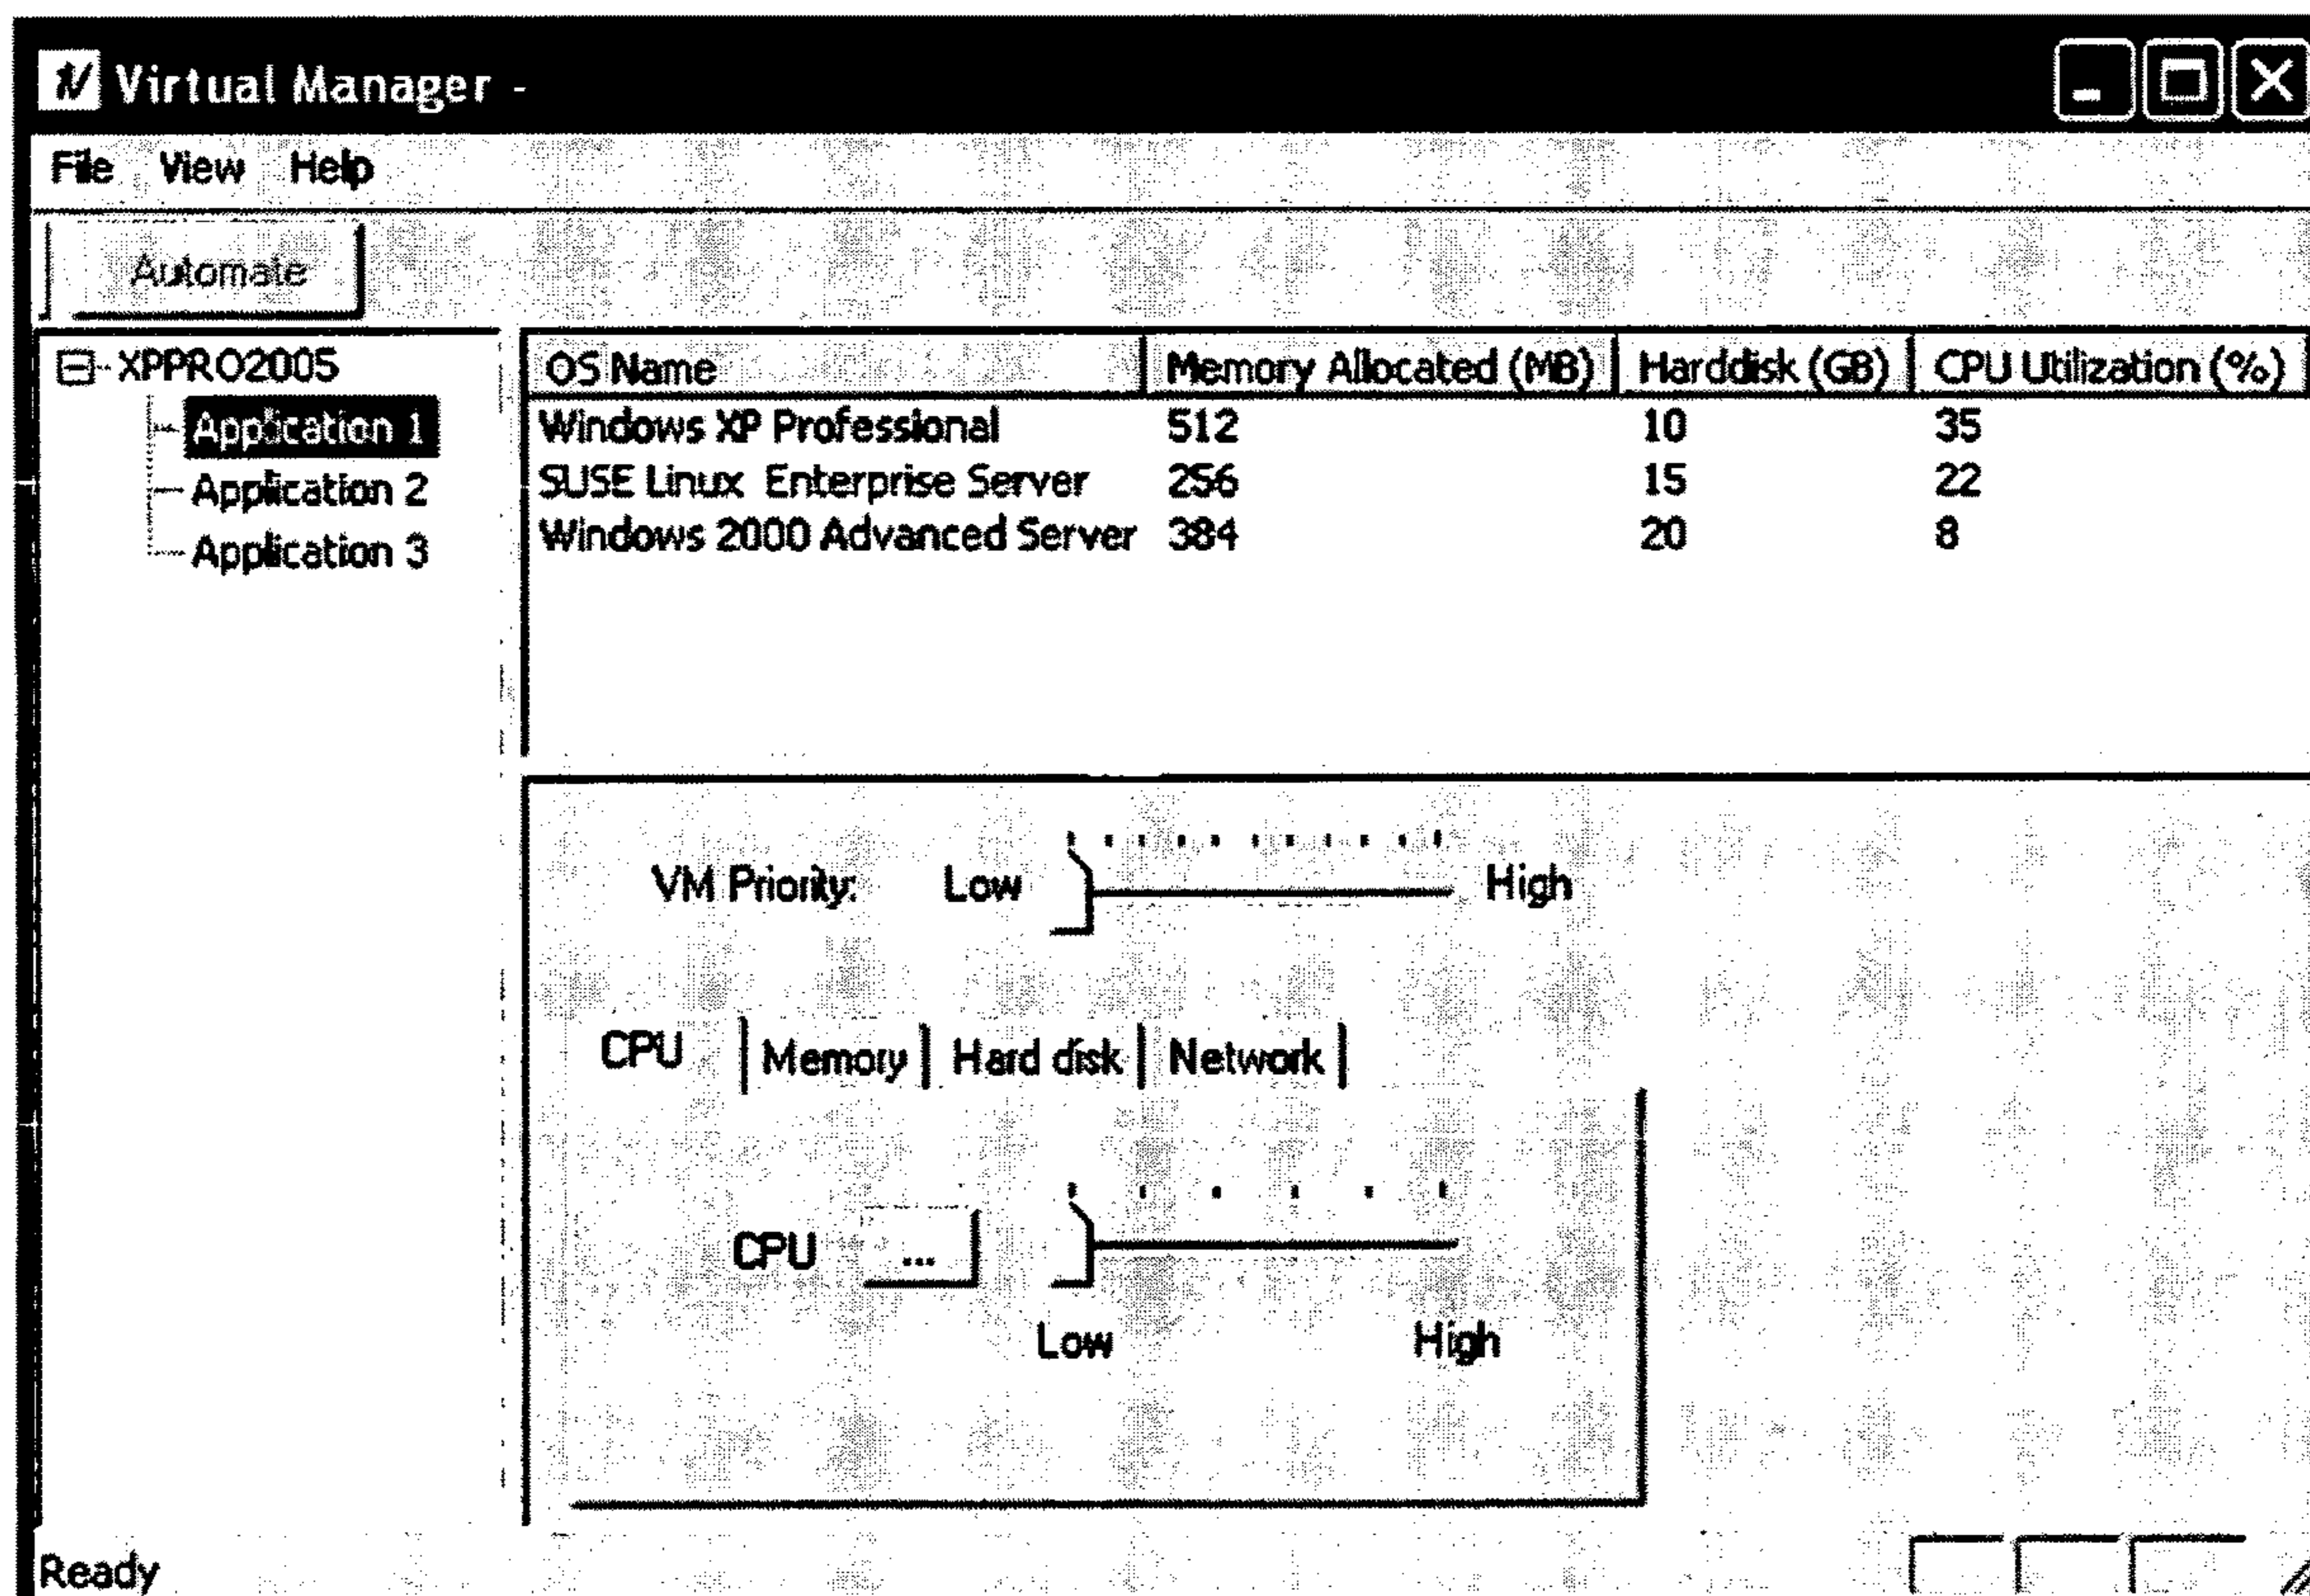 Virtual Manager -
File View Help
Automate
XPPRO2005
Application 1
Application 2
Application 3
OS Name Memory Allocated (MB) Harddisk (GB) CPU Utilization (%)
Windows XP Professional 512 10 35
SUSE Linux Enterprise Server 256 15 22
Windows 2000 Advanced Server 384 20 8
VM Priority: Low High
CPU Memory Hard disk Network
CPU ...
Low High
Ready